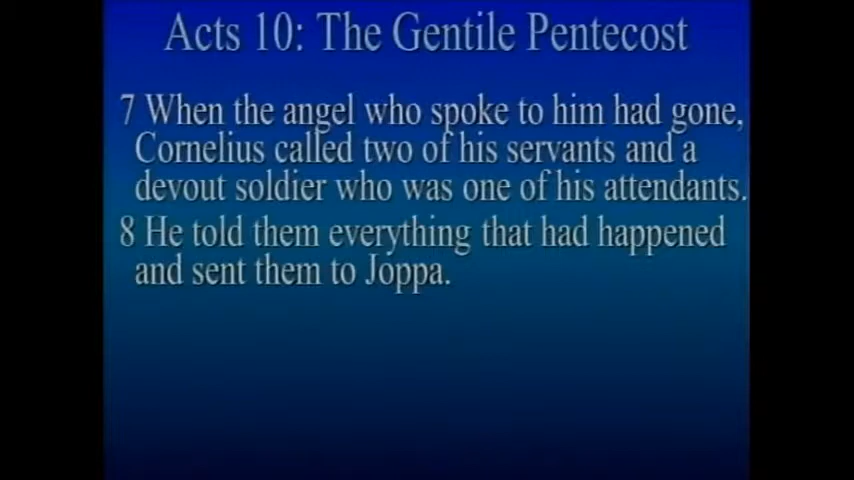 Acts 10: The Gentile Pentecost
7 When the angel who spoke to him had gone,
Cornelius called two of his servants and a
devout soldier who was one of his attendants.
8 He told them everything that had happened
and sent them to Joppa.